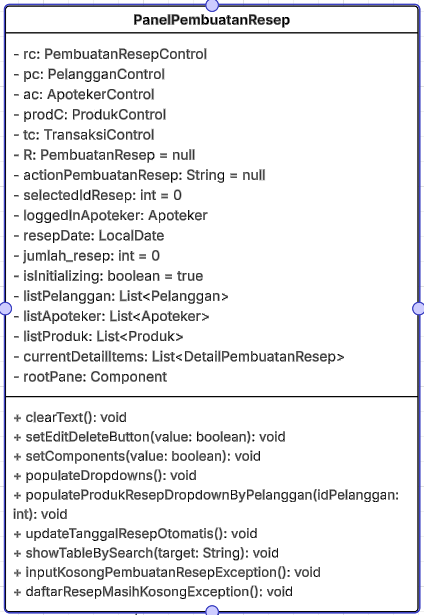 PanelPembuatanResep
- rc: PembuatanResepControl
- pc: PelangganControl
- ac: ApotekerControl
- prodC: ProdukControl
- tc: TransaksiControl
- R: PembuatanResep = null
- actionPembuatanResep: String = null
- selectedIdResep: int = 0
- loggedInApoteker: Apoteker
- resepDate: LocalDate
- jumlah_resep: int = 0
- isInitializing: boolean = true
- listPelanggan: List<Pelanggan>
- listApoteker: List<Apoteker>
- listProduk: List<Produk>
- currentDetailItems: List<DetailPembuatanResep>
- rootPane: Component
+ clearText(): void
+ setEditDeleteButton(value: boolean): void
+ setComponents(value: boolean): void
+ populateDropdowns(): void
+ populateProdukResepDropdownByPelanggan(idPelanggan:
int): void
+ updateTanggalResepOtomatis(): void
+ showTableBySearch(target: String): void
+ inputKosongPembuatanResepException(): void
+ daftarResepMasihKosongException(): void